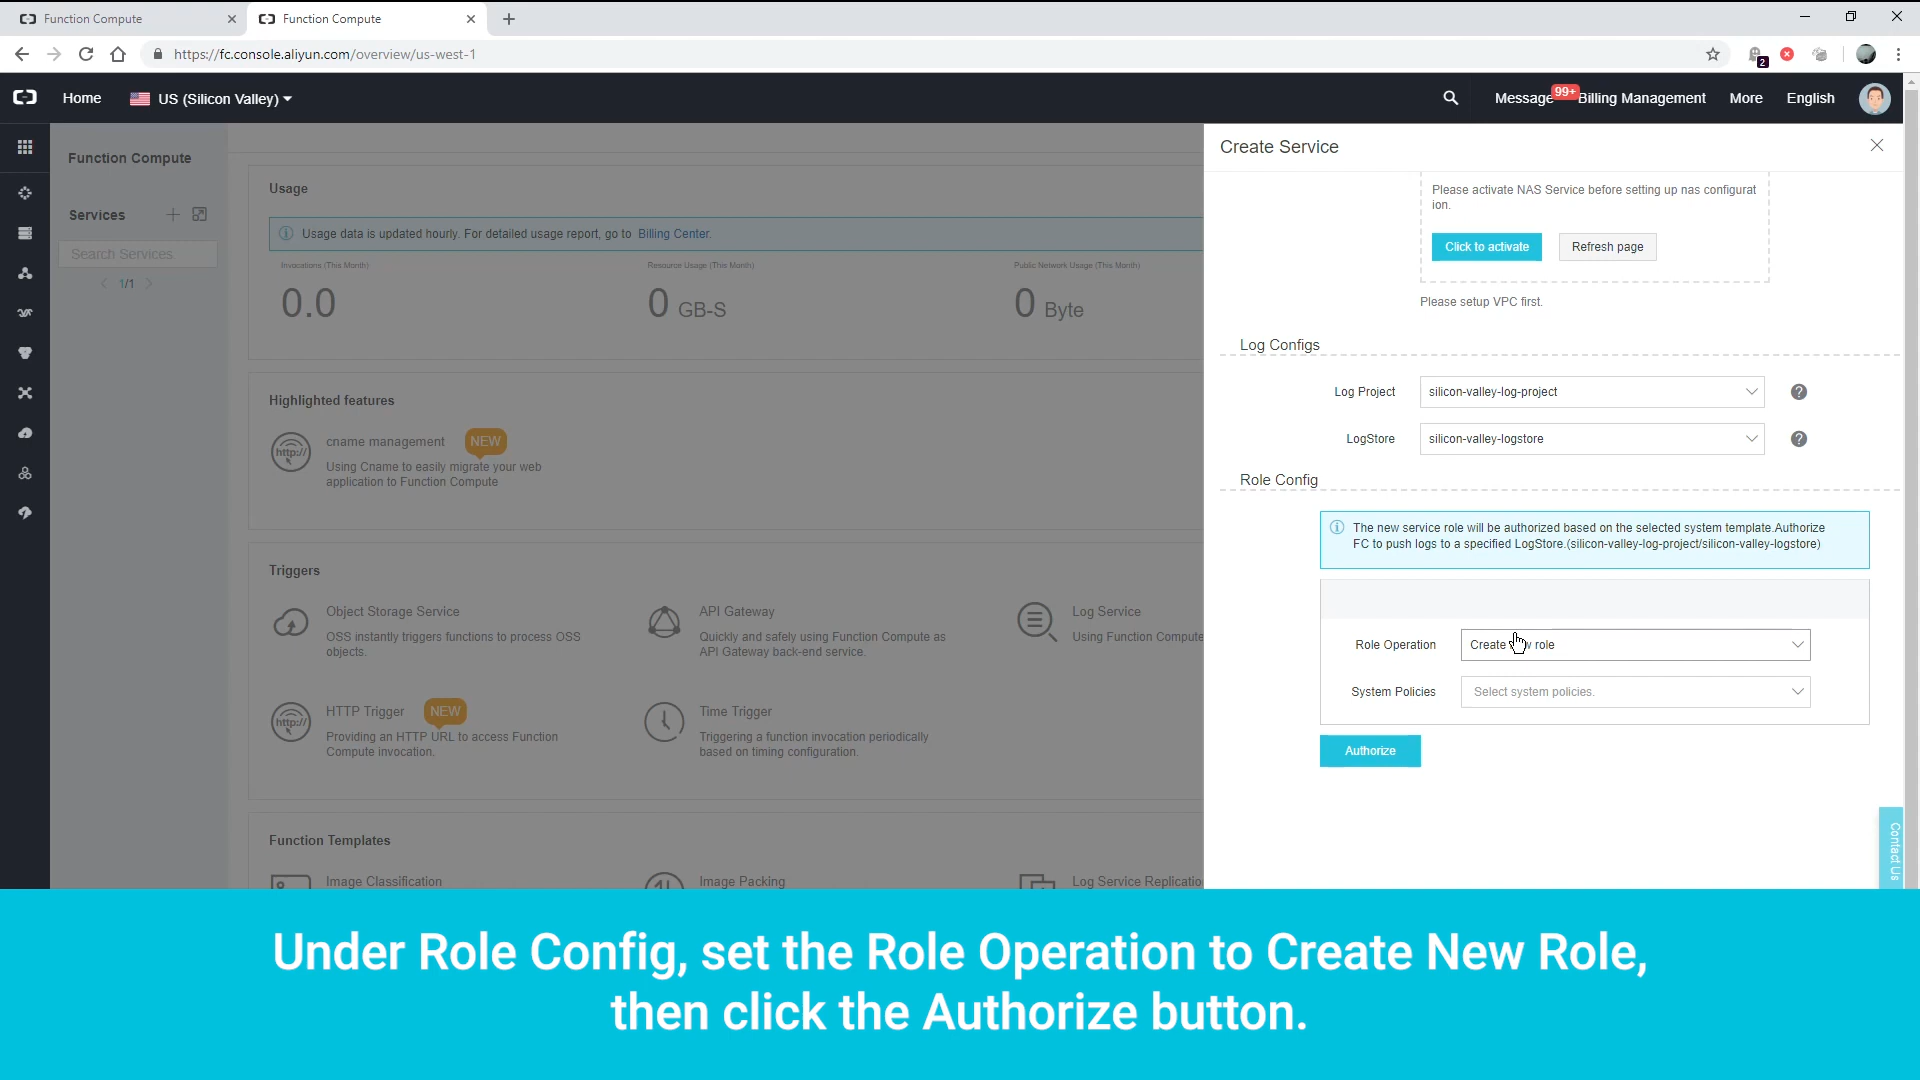 Function Compute
Function Compute
https://fc.console.aliyun.com/overview/us-west-1
2
Home
US (Silicon Valley)
Message
99+
Billing Management
More
English
Function Compute
Services
Search Services
1/1
Usage
Usage data is updated hourly. For detailed usage report, go to Billing Center.
Invocations (This Month)
Resource Usage (This Month)
Public Network Usage (This Month)
0.0
0 GB-S
0 Byte
Highlighted features
cname management
NEW
http://
Using Cname to easily migrate your web
application to Function Compute
Triggers
Object Storage Service
OSS instantly triggers functions to process OSS
objects.
API Gateway
Quickly and safely using Function Compute as
API Gateway back-end service.
Log Service
Using Function Compute
HTTP Trigger
NEW
http://
Providing an HTTP URL to access Function
Compute invocation.
Time Trigger
Triggering a function invocation periodically
based on timing configuration.
Function Templates
Image Classification
Image Packing
Log Service Replicatio
Create Service
Please activate NAS Service before setting up nas configurat
ion.
Click to activate
Refresh page
Please setup VPC first.
Log Configs
Log Project
silicon-valley-log-project
?
LogStore
silicon-valley-logstore
?
Role Config
The new service role will be authorized based on the selected system template.Authorize
FC to push logs to a specified LogStore.(silicon-valley-log-project/silicon-valley-logstore)
Role Operation
Create w role
System Policies
Select system policies.
Authorize
Contact Us
Under Role Config, set the Role Operation to Create New Role,
then click the Authorize button.